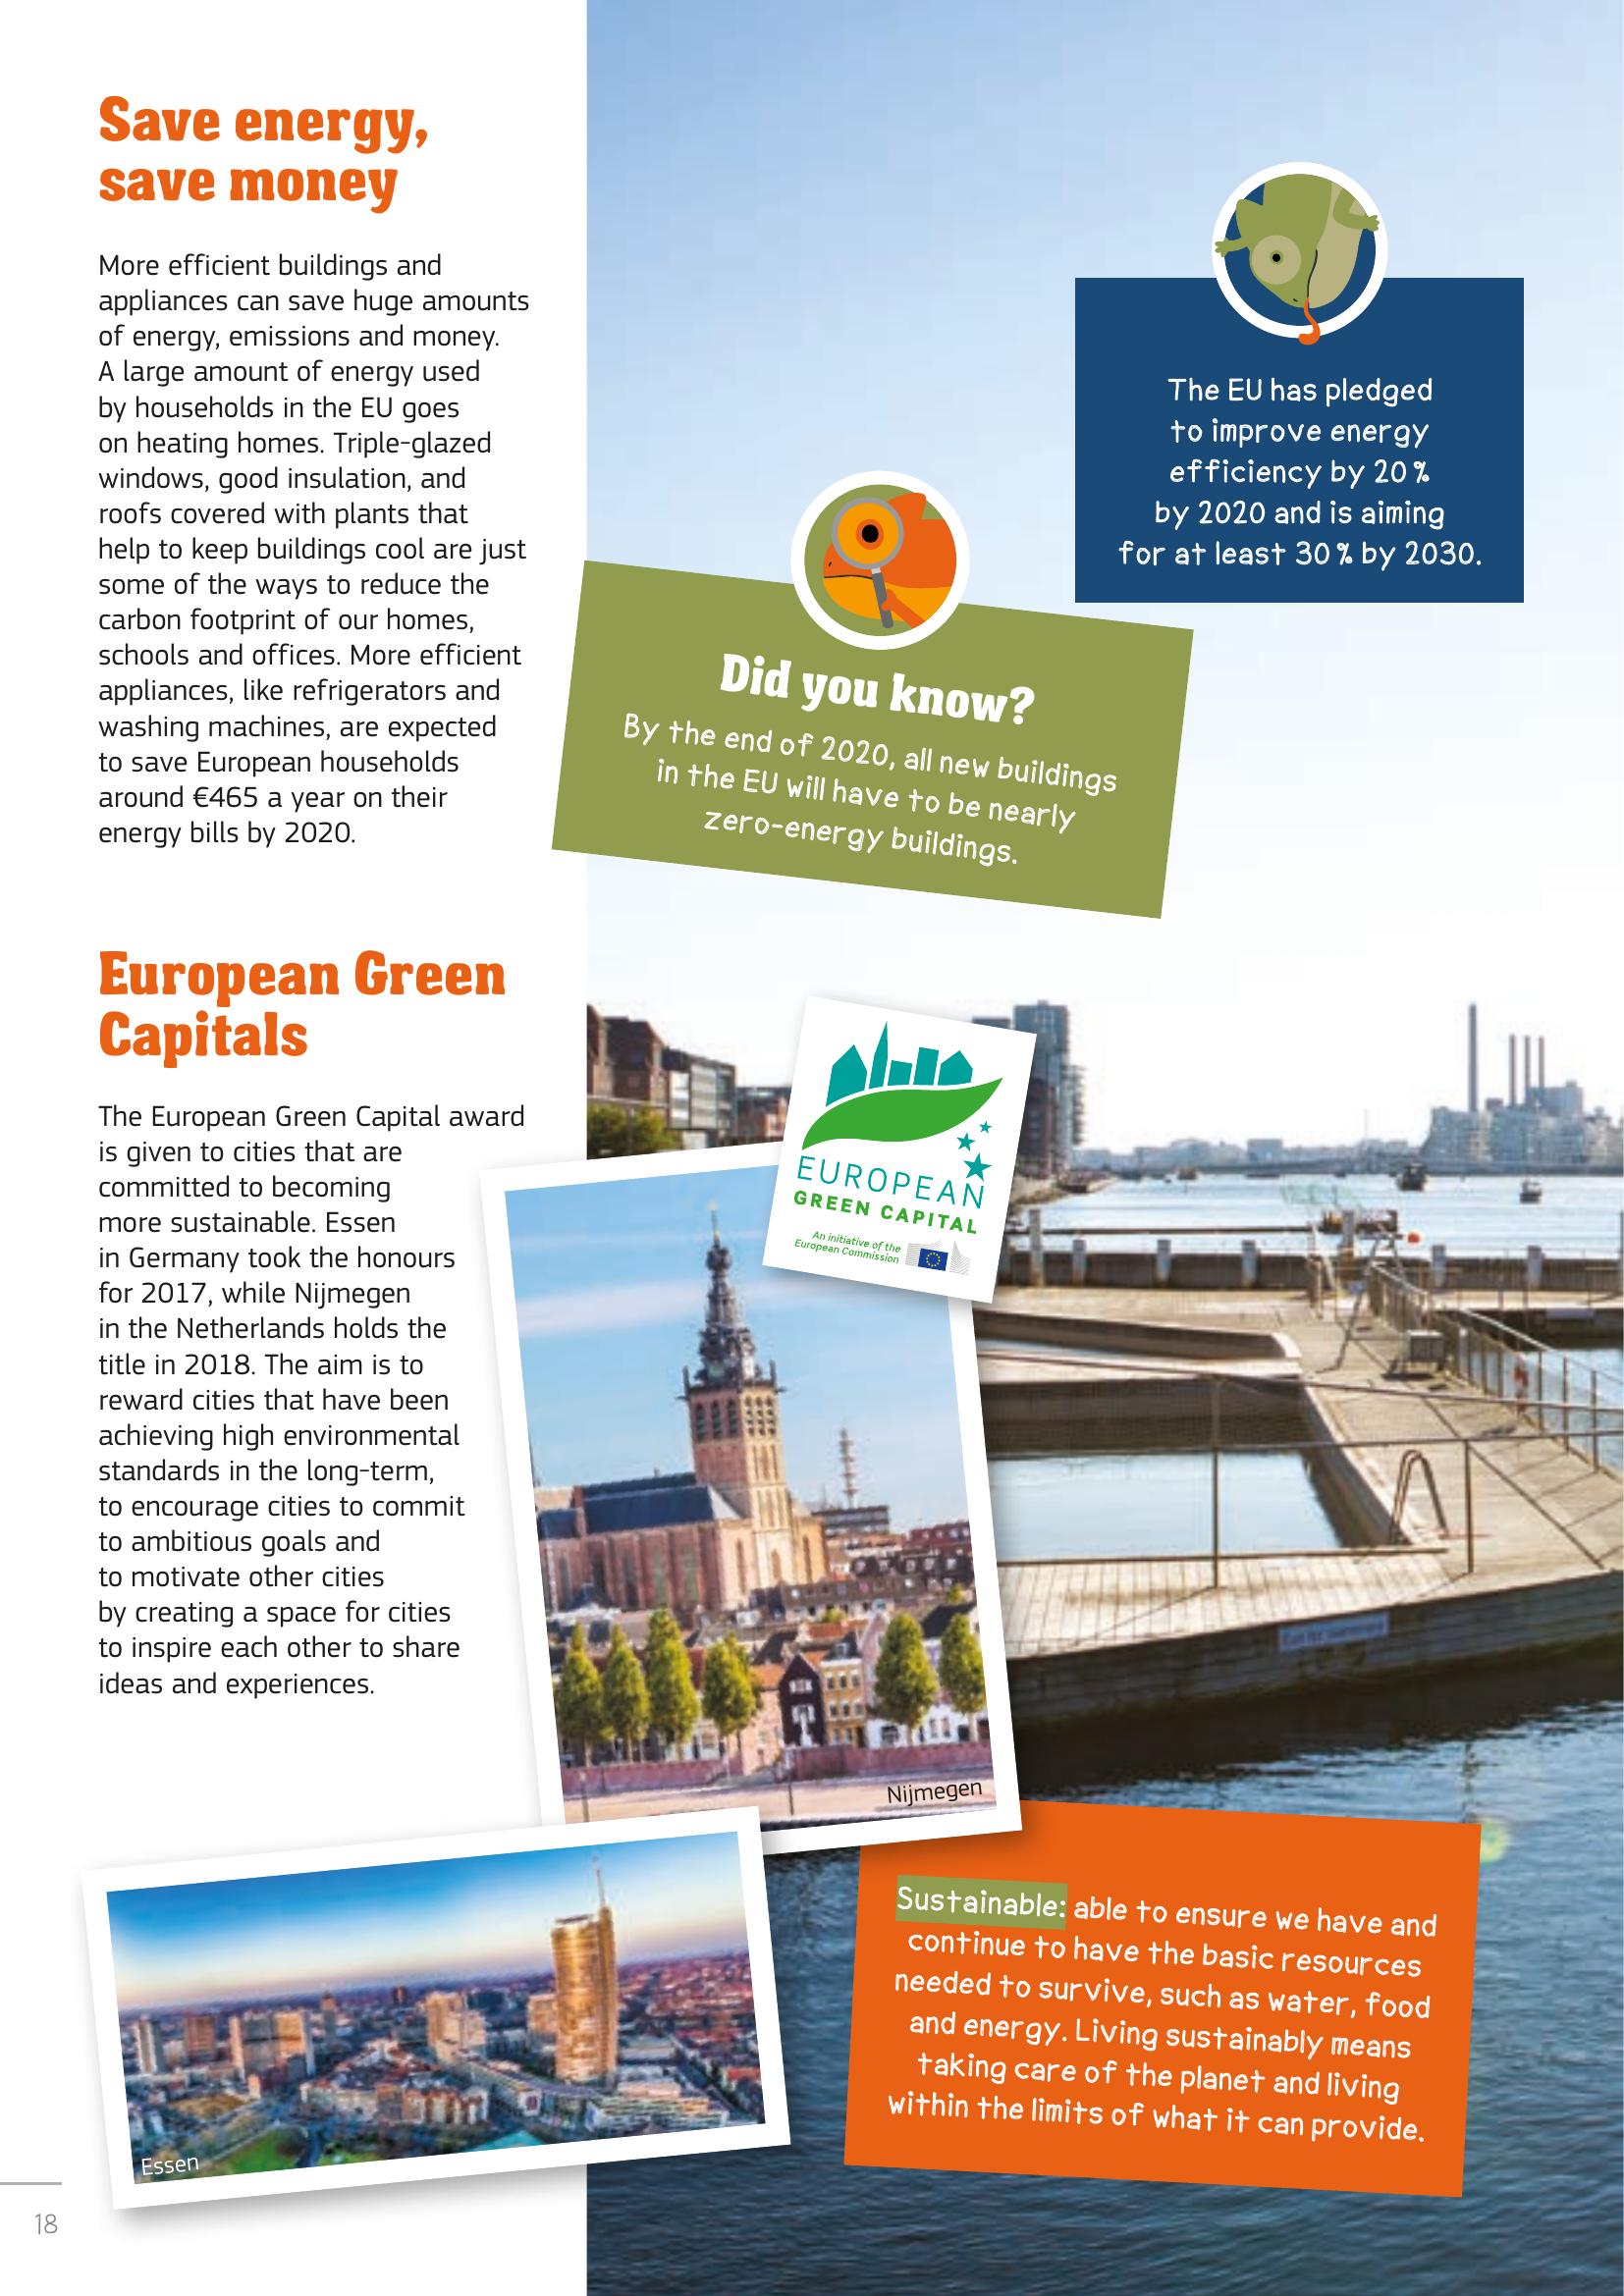 Save energy,
save money
More efficient buildings and
appliances can save huge amounts
of energy, emissions and money.
A large amount of energy used
by households in the EU goes
on heating homes. Triple-glazed
windows, good insulation, and
roofs covered with plants that
help to keep buildings cool are just
some of the ways to reduce the
carbon footprint of our homes,
schools and offices. More efficient
appliances, like refrigerators and
washing machines, are expected
to save European households
around €465 a year on their
energy bills by 2020.
The EU has pledged
to improve energy
efficiency by 20 %
by 2020 and is aiming
for at least 30 % by 2030.
Did you know?
By the end of 2020, all new buildings
in the EU will have to be nearly
zero-energy buildings.
European Green
Capitals
The European Green Capital award
is given to cities that are
committed to becoming
more sustainable. Essen
in Germany took the honours
for 2017, while Nijmegen
in the Netherlands holds the
title in 2018. The aim is to
reward cities that have been
achieving high environmental
standards in the long-term,
to encourage cities to commit
to ambitious goals and
to motivate other cities
by creating a space for cities
to inspire each other to share
ideas and experiences.
EUROPEAN
GREEN CAPITAL
An initiative of the
European Commission
Nijmegen
Essen
Sustainable: able to ensure we have and
continue to have the basic resources
needed to survive, such as water, food
and energy. Living sustainably means
taking care of the planet and living
within the limits of what it can provide.
18